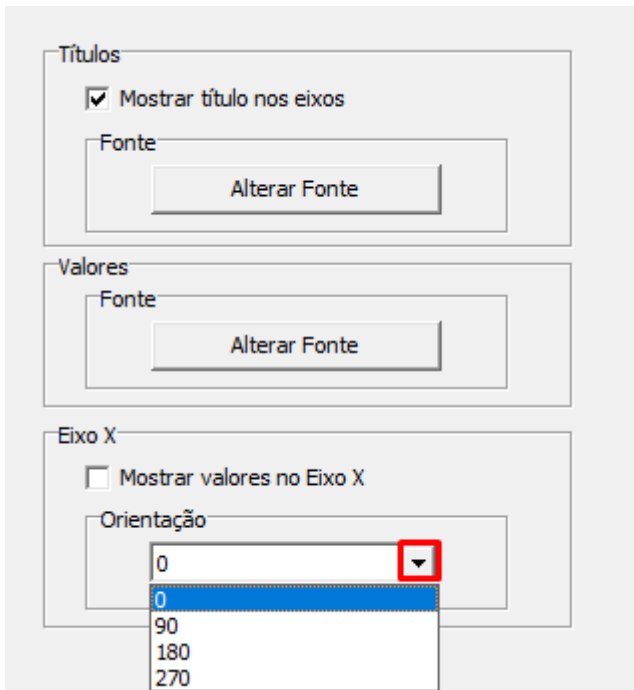 Títulos
Mostrar título nos eixos
Fonte
Alterar Fonte
Valores
Fonte
Alterar Fonte
Eixo X
Mostrar valores no Eixo X
Orientação
0
0
90
180
270